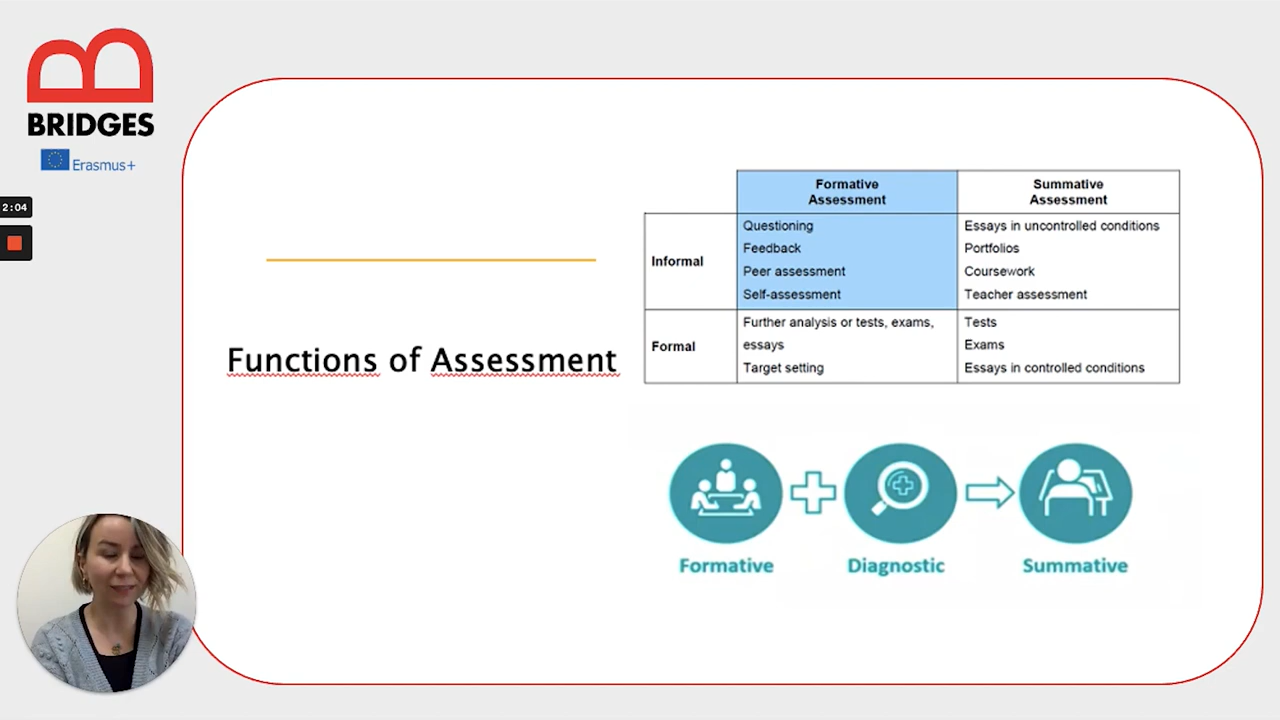 BRIDGES
Erasmus+
2:04
Functions of Assessment
Formative
Assessment
Summative
Assessment
Informal
Questioning
Feedback
Peer assessment
Self-assessment
Essays in uncontrolled conditions
Portfolios
Coursework
Teacher assessment
Formal
Further analysis or tests, exams,
essays
Target setting
Tests
Exams
Essays in controlled conditions
Formative
Diagnostic
Summative